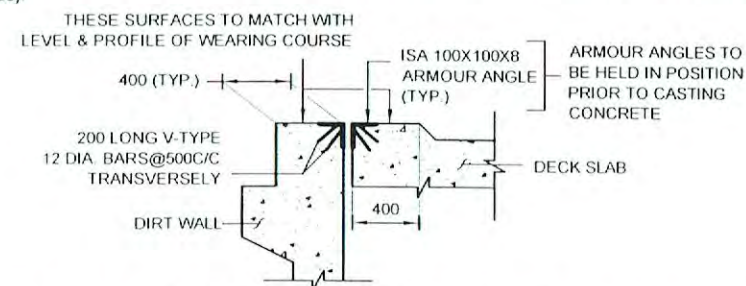 THESE SURFACES TO MATCH WITH
LEVEL & PROFILE OF WEARING COURSE
400 (TYP.)
ISA 100X100X8
ARMOUR ANGLE
(TYP.)
ARMOUR ANGLES TO
BE HELD IN POSITION
PRIOR TO CASTING
CONCRETE
200 LONG V-TYPE
12 DIA. BARS@500C/C
TRANSVERSELY
DECK SLAB
400
DIRT WALL